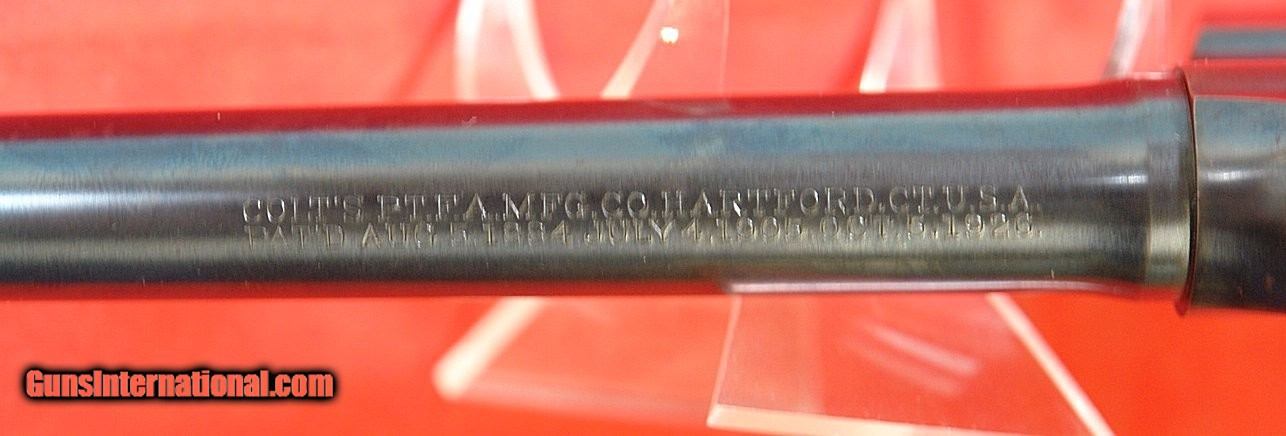 COLT'S PT.F.A.MFG.CO.HARTFORD.CT.U.S.A.
PAT'D AUG.5.1884.JULY 4.1905.OCT.5.1926.
GunsInternational.com